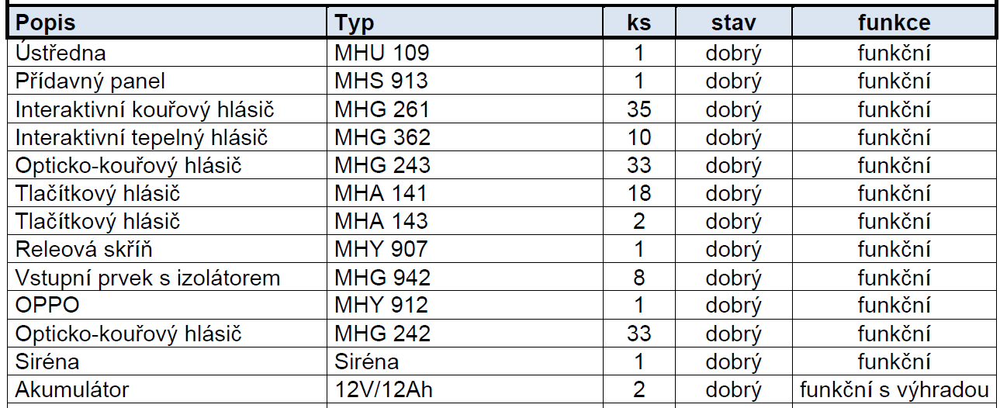 Popis Typ ks stav funkce
Ústředna MHU 109 1 dobrý funkční
Přídavný panel MHS 913 1 dobrý funkční
Interaktivní kouřový hlásič MHG 261 35 dobrý funkční
Interaktivní tepelný hlásič MHG 362 10 dobrý funkční
Opticko-kouřový hlásič MHG 243 33 dobrý funkční
Tlačítkový hlásič MHA 141 18 dobrý funkční
Tlačítkový hlásič MHA 143 2 dobrý funkční
Releová skříň MHY 907 1 dobrý funkční
Vstupní prvek s izolátorem MHG 942 8 dobrý funkční
OPPO MHY 912 1 dobrý funkční
Opticko-kouřový hlásič MHG 242 33 dobrý funkční
Siréna Siréna 1 dobrý funkční
Akumulátor 12V/12Ah 2 dobrý funkční s výhradou